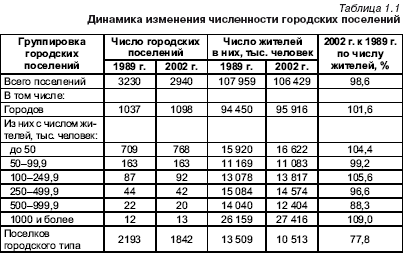 Таблица 1.1
Динамика изменения численности городских поселений
Группировка городских поселений | Число городских поселений | Число жителей в них, тыс. человек | 2002 г. к 1989 г. по числу жителей, %
1989 г. | 2002 г. | 1989 г. | 2002 г.
Всего поселений | 3230 | 2940 | 107 959 | 106 429 | 98,6
В том числе:
Городов | 1037 | 1098 | 94 450 | 95 916 | 101,6
Из них с числом жи-
телей, тыс. человек:
до 50 | 709 | 768 | 15 920 | 16 622 | 104,4
50–99,9 | 163 | 163 | 11 169 | 11 083 | 99,2
100–249,9 | 87 | 92 | 13 078 | 13 817 | 105,6
250–499,9 | 44 | 42 | 15 084 | 14 574 | 96,6
500–999,9 | 22 | 20 | 14 040 | 12 404 | 88,3
1000 и более | 12 | 13 | 26 159 | 27 416 | 109,0
Поселков
городского типа | 2193 | 1842 | 13 509 | 10 513 | 77,8